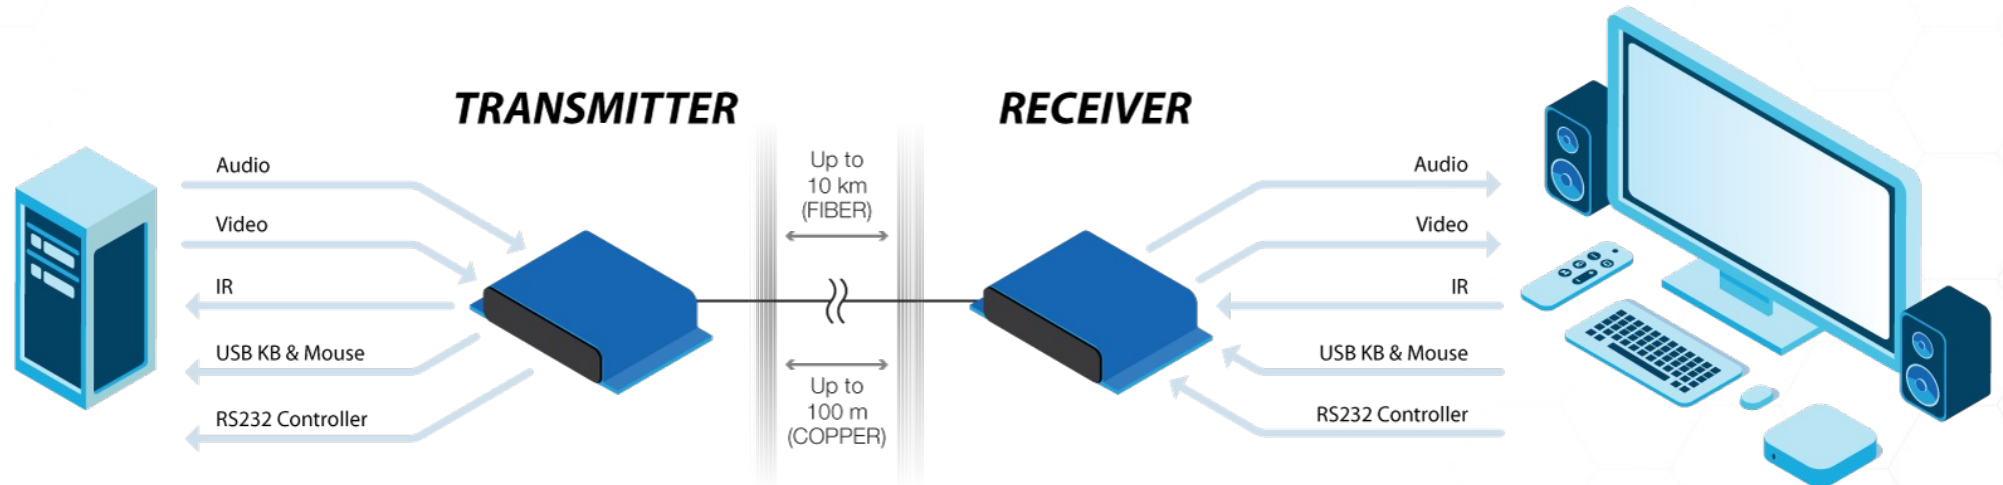 TRANSMITTER
RECEIVER
Audio
Video
IR
USB KB & Mouse
RS232 Controller
Up to
10 km
(FIBER)
Up to
100 m
(COPPER)
Audio
Video
IR
USB KB & Mouse
RS232 Controller